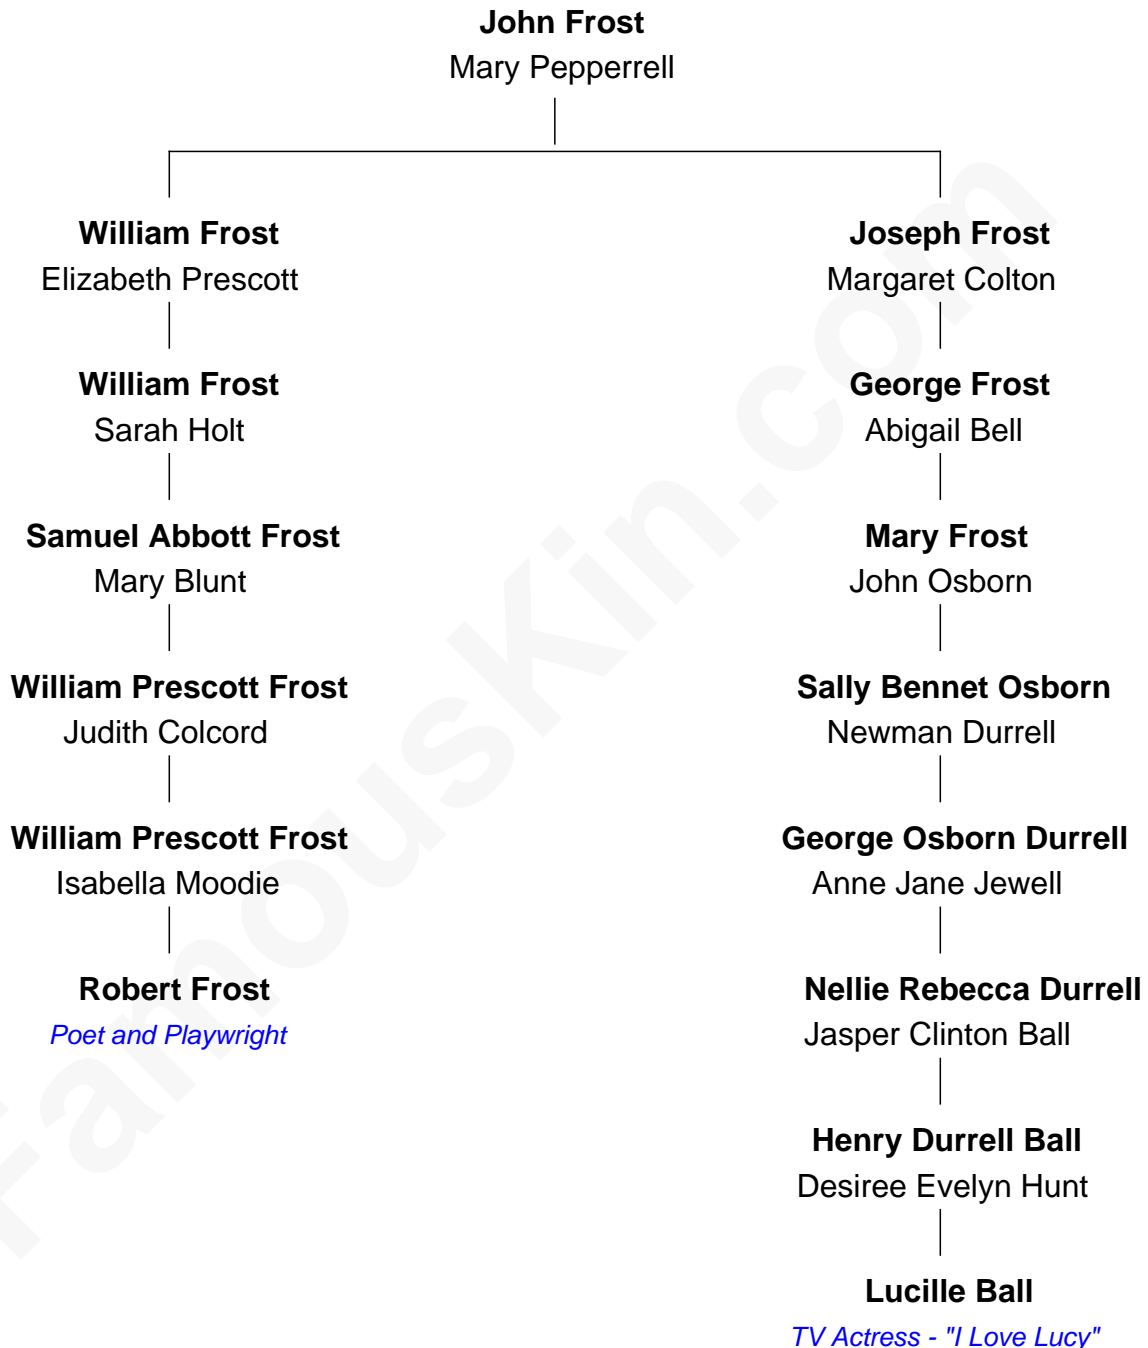 John Frost
Mary Pepperrell
William Frost
Elizabeth Prescott
William Frost
Sarah Holt
Samuel Abbott Frost
Mary Blunt
William Prescott Frost
Judith Colcord
William Prescott Frost
Isabella Moodie
Robert Frost
Poet and Playwright
Joseph Frost
Margaret Colton
George Frost
Abigail Bell
Mary Frost
John Osborn
Sally Bennet Osborn
Newman Durrell
George Osborn Durrell
Anne Jane Jewell
Nellie Rebecca Durrell
Jasper Clinton Ball
Henry Durrell Ball
Desiree Evelyn Hunt
Lucille Ball
TV Actress - "I Love Lucy"
FamousKin.com